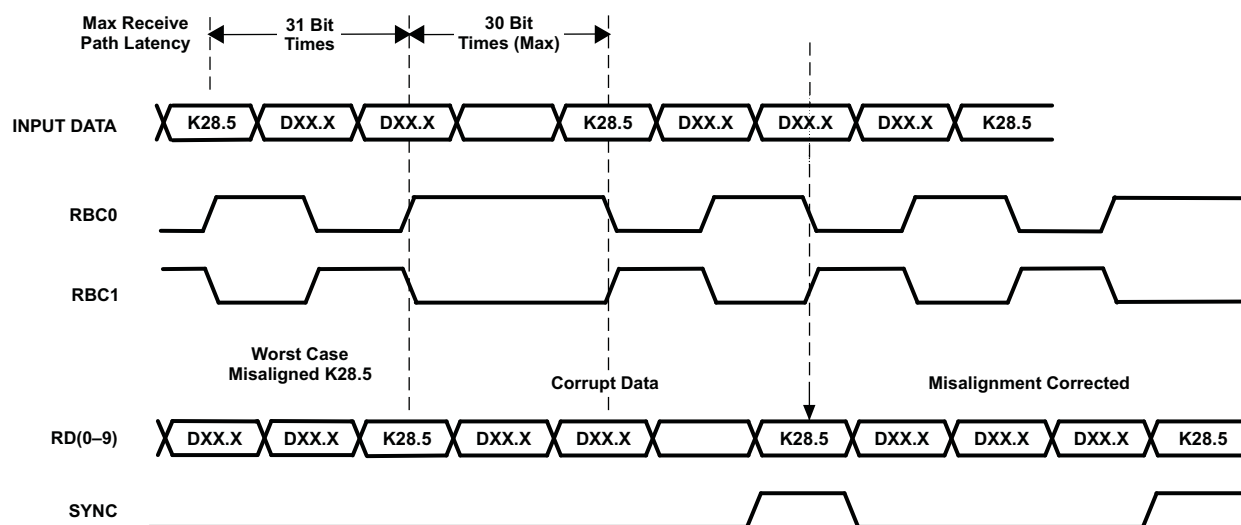 Max Receive
Path Latency
31 Bit
Times
30 Bit
Times (Max)
INPUT DATA
K28.5 DXX.X DXX.X K28.5 DXX.X DXX.X DXX.X K28.5
RBC0
RBC1
Worst Case
Misaligned K28.5
Corrupt Data
Misalignment Corrected
RD(0–9)
DXX.X DXX.X K28.5 DXX.X DXX.X K28.5 DXX.X DXX.X DXX.X K28.5
SYNC